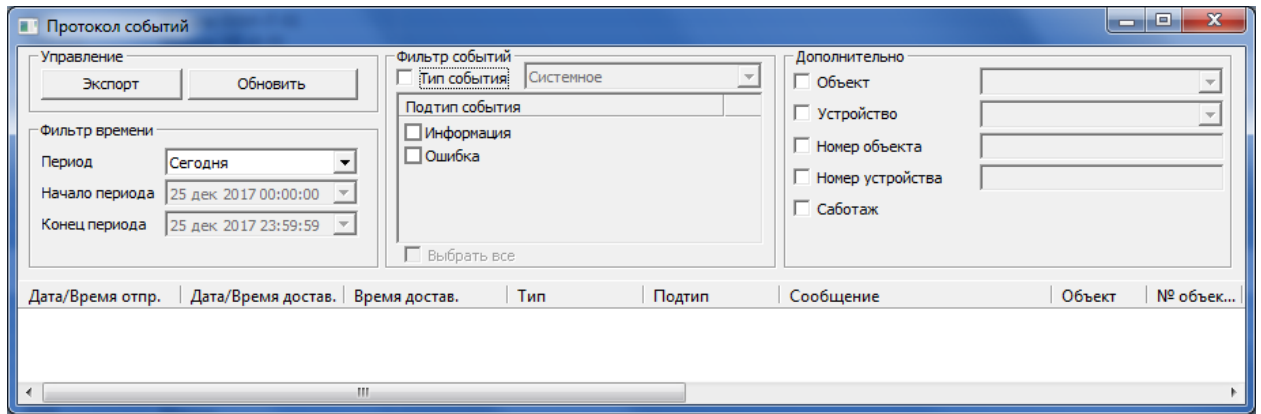 Протокол событий
Управление
Экспорт
Обновить
Фильтр времени
Период
Сегодня
Начало периода
25 дек 2017 00:00:00
Конец периода
25 дек 2017 23:59:59
Фильтр событий
Тип события
Системное
Подтип события
Информация
Ошибка
Выбрать все
Дополнительно
Объект
Устройство
Номер объекта
Номер устройства
Саботаж
Дата/Время отпр. Дата/Время достав. Время достав. Тип Подтип Сообщение Объект № объек...